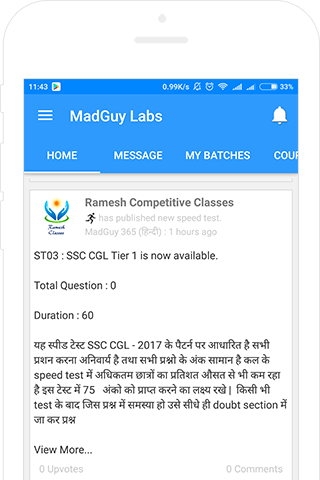 11:43 0.99K/s 33%
MadGuy Labs
HOME MESSAGE MY BATCHES COUR
Ramesh Competitive Classes
has published new speed test.
MadGuy 365 (हिन्दी) : 1 hours ago
Ramesh
Classes
ST03 : SSC CGL Tier 1 is now available.
Total Question : 0
Duration : 60
यह स्पीड टेस्ट SSC CGL - 2017 के पैटर्न पर आधारित है सभी
प्रशन करना अनिवार्य है तथा सभी प्रश्नो के अंक सामान है कल के
speed test में अधिकतम छात्रों का प्रतिशत औसत से भी कम रहा
है इस टेस्ट में 75 अंको को प्राप्त करने का लक्ष्य रखे | किसी भी
test के बाद जिस प्रश्न में समस्या हो उसे सीधे ही doubt section में
जा कर प्रश्न
View More...
0 Upvotes 0 Comments